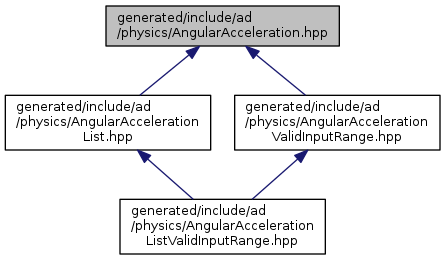 generated/include/ad
/physics/AngularAcceleration.hpp
generated/include/ad
/physics/AngularAcceleration
List.hpp
generated/include/ad
/physics/AngularAcceleration
ValidInputRange.hpp
generated/include/ad
/physics/AngularAcceleration
ListValidInputRange.hpp